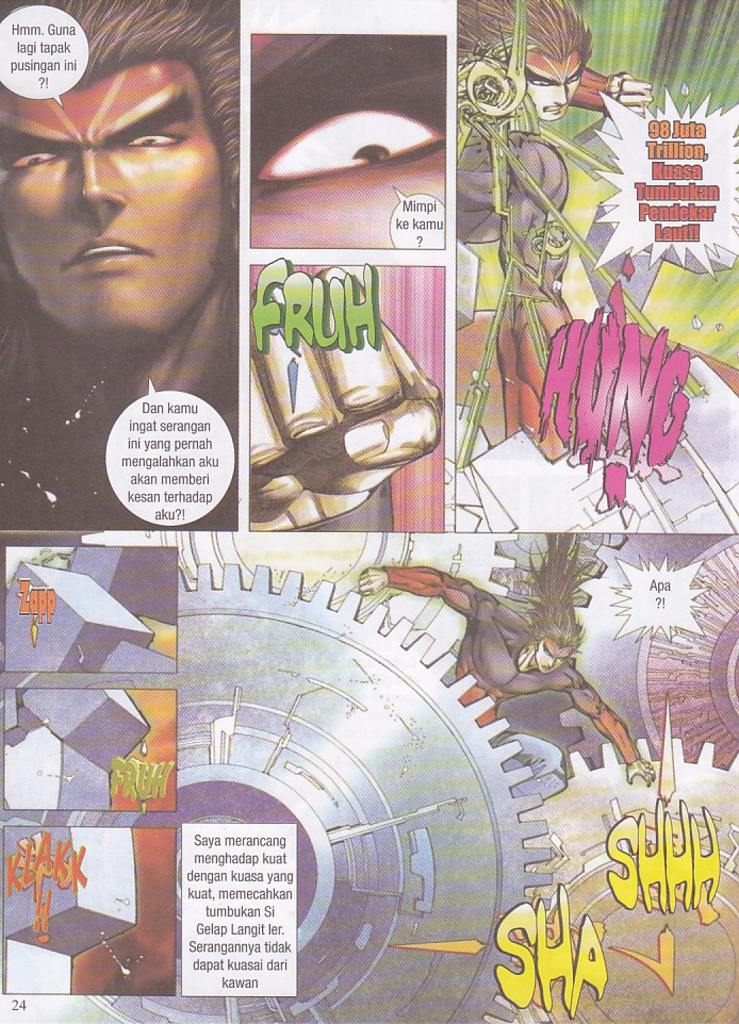 Hmm. Guna
lagi tapak
pusingan ini
?!
Dan kamu
ingat serangan
ini yang pernah
mengalahkan aku
akan memberi
kesan terhadap
aku?!
Mimpi
ke kamu
?
FRUH
98 Juta
Trillion,
Kuasa
Tumbukan
Pendekar
Laut!!
HUNG
Zapp
!
FRUH
!
KLAKK
!!
Saya merancang
menghadap kuat
dengan kuasa yang
kuat, memecahkan
tumbukan Si
Gelap Langit Ier.
Serangannya tidak
dapat kuasai dari
kawan
Apa
?!
SHHH
SHA
24